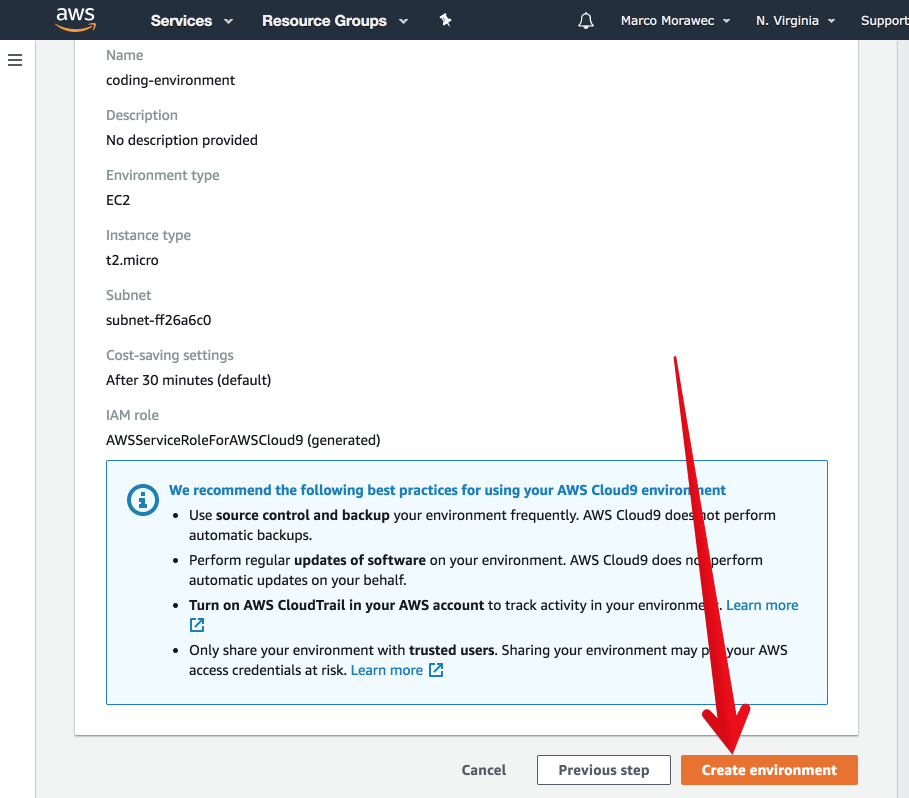 aws Services Resource Groups Marco Morawec N. Virginia Support
Name
coding-environment
Description
No description provided
Environment type
EC2
Instance type
t2.micro
Subnet
subnet-ff26a6c0
Cost-saving settings
After 30 minutes (default)
IAM role
AWSServiceRoleForAWSCloud9 (generated)
We recommend the following best practices for using your AWS Cloud9 environment
• Use source control and backup your environment frequently. AWS Cloud9 does not perform
automatic backups.
• Perform regular updates of software on your environment. AWS Cloud9 does not perform
automatic updates on your behalf.
• Turn on AWS CloudTrail in your AWS account to track activity in your environment. Learn more
• Only share your environment with trusted users. Sharing your environment may put your AWS
access credentials at risk. Learn more
Cancel Previous step Create environment